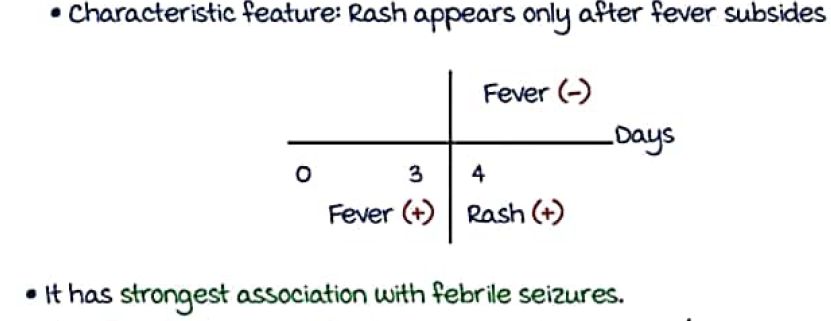 • Characteristic feature: Rash appears only after fever subsides
Fever (-)
Days
0 3 4
Fever (+) Rash (+)
• It has strongest association with febrile seizures.